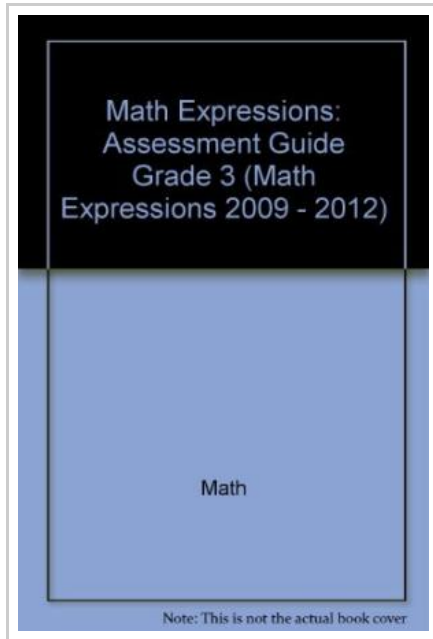 Math Expressions:
Assessment Guide
Grade 3 (Math
Expressions 2009 - 2012)
Math
Note: This is not the actual book cover